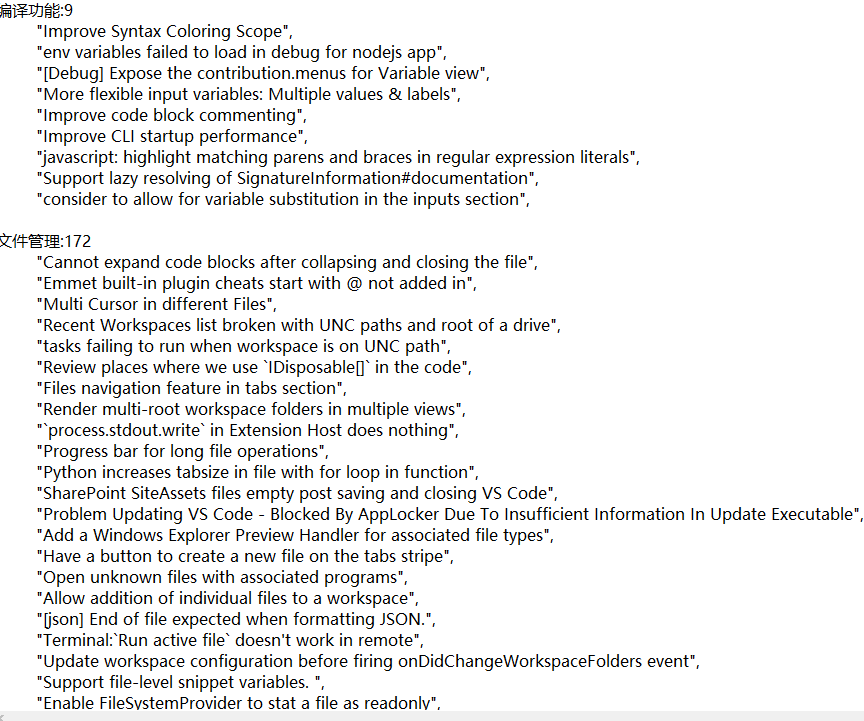 编译功能:9
"Improve Syntax Coloring Scope",
"env variables failed to load in debug for nodejs app",
"[Debug] Expose the contribution.menus for Variable view",
"More flexible input variables: Multiple values & labels",
"Improve code block commenting",
"Improve CLI startup performance",
"javascript: highlight matching parens and braces in regular expression literals",
"Support lazy resolving of SignatureInformation#documentation",
"consider to allow for variable substitution in the inputs section",
文件管理:172
"Cannot expand code blocks after collapsing and closing the file",
"Emmet built-in plugin cheats start with @ not added in",
"Multi Cursor in different Files",
"Recent Workspaces list broken with UNC paths and root of a drive",
"tasks failing to run when workspace is on UNC path",
"Review places where we use `IDisposable[]` in the code",
"Files navigation feature in tabs section",
"Render multi-root workspace folders in multiple views",
"`process.stdout.write` in Extension Host does nothing",
"Progress bar for long file operations",
"Python increases tabsize in file with for loop in function",
"SharePoint SiteAssets files empty post saving and closing VS Code",
"Problem Updating VS Code - Blocked By AppLocker Due To Insufficient Information In Update Executable",
"Add a Windows Explorer Preview Handler for associated file types",
"Have a button to create a new file on the tabs stripe",
"Open unknown files with associated programs",
"Allow addition of individual files to a workspace",
"[json] End of file expected when formatting JSON.",
"Terminal:`Run active file` doesn't work in remote",
"Update workspace configuration before firing onDidChangeWorkspaceFolders event",
"Support file-level snippet variables. ",
"Enable FileSystemProvider to stat a file as readonly",